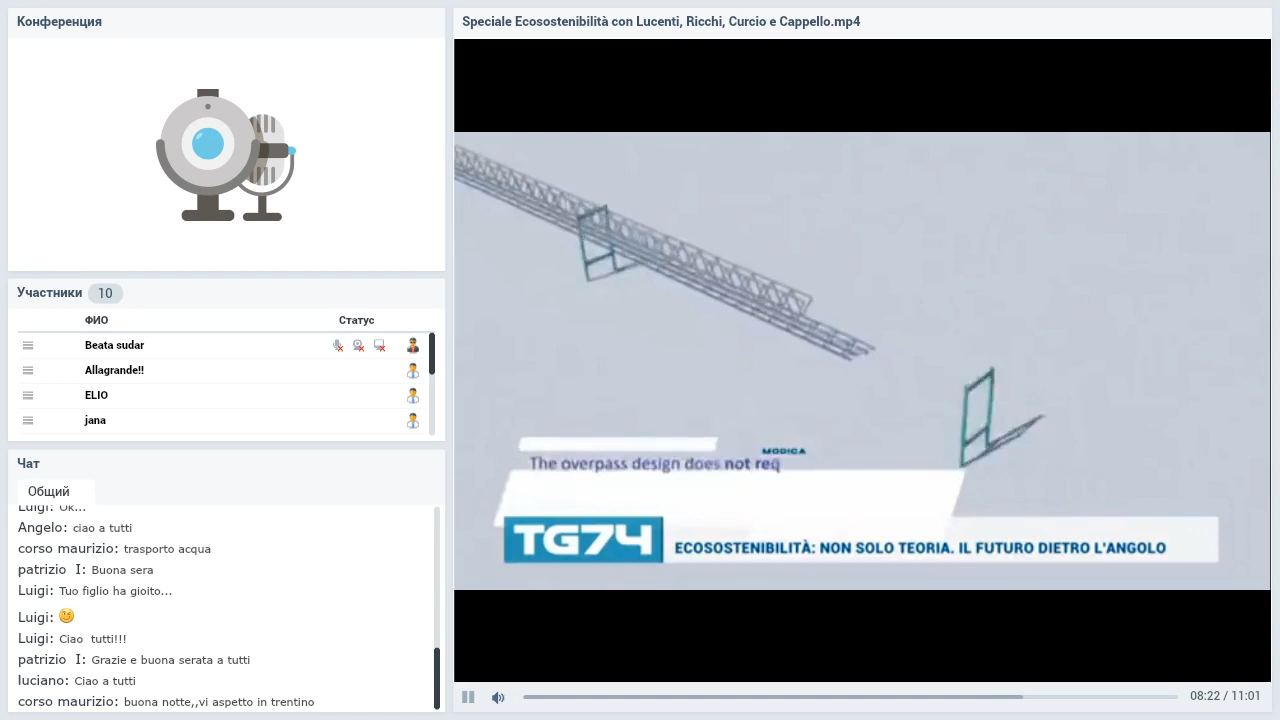 Конференция
Участники 10
ФИО Статус
Beata sudar
Allagrande!!
ELIO
jana
Чат
Общий
Luigi: Ok...
Angelo: ciao a tutti
corso maurizio: trasporto acqua
patrizio I: Buona sera
Luigi: Tuo figlio ha gioito...
Luigi:
Luigi: Ciao tutti!!!
patrizio I: Grazie e buona serata a tutti
luciano: Ciao a tutti
corso maurizio: buona notte,,vi aspetto in trentino
Speciale Ecosostenibilità con Lucenti, Ricchi, Curcio e Cappello.mp4
MODICA
The overpass design does not req
TG74
ECOSOSTENIBILITÀ: NON SOLO TEORIA. IL FUTURO DIETRO L'ANGOLO
08:22 / 11:01